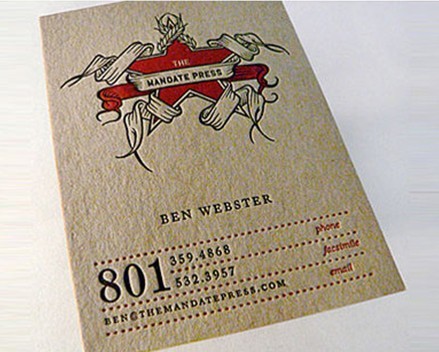 THE
MANDATE PRESS
BEN WEBSTER
phone
801 359.4868
facsimile
532.3957
email
BEN@THEMANDATEPRESS.COM